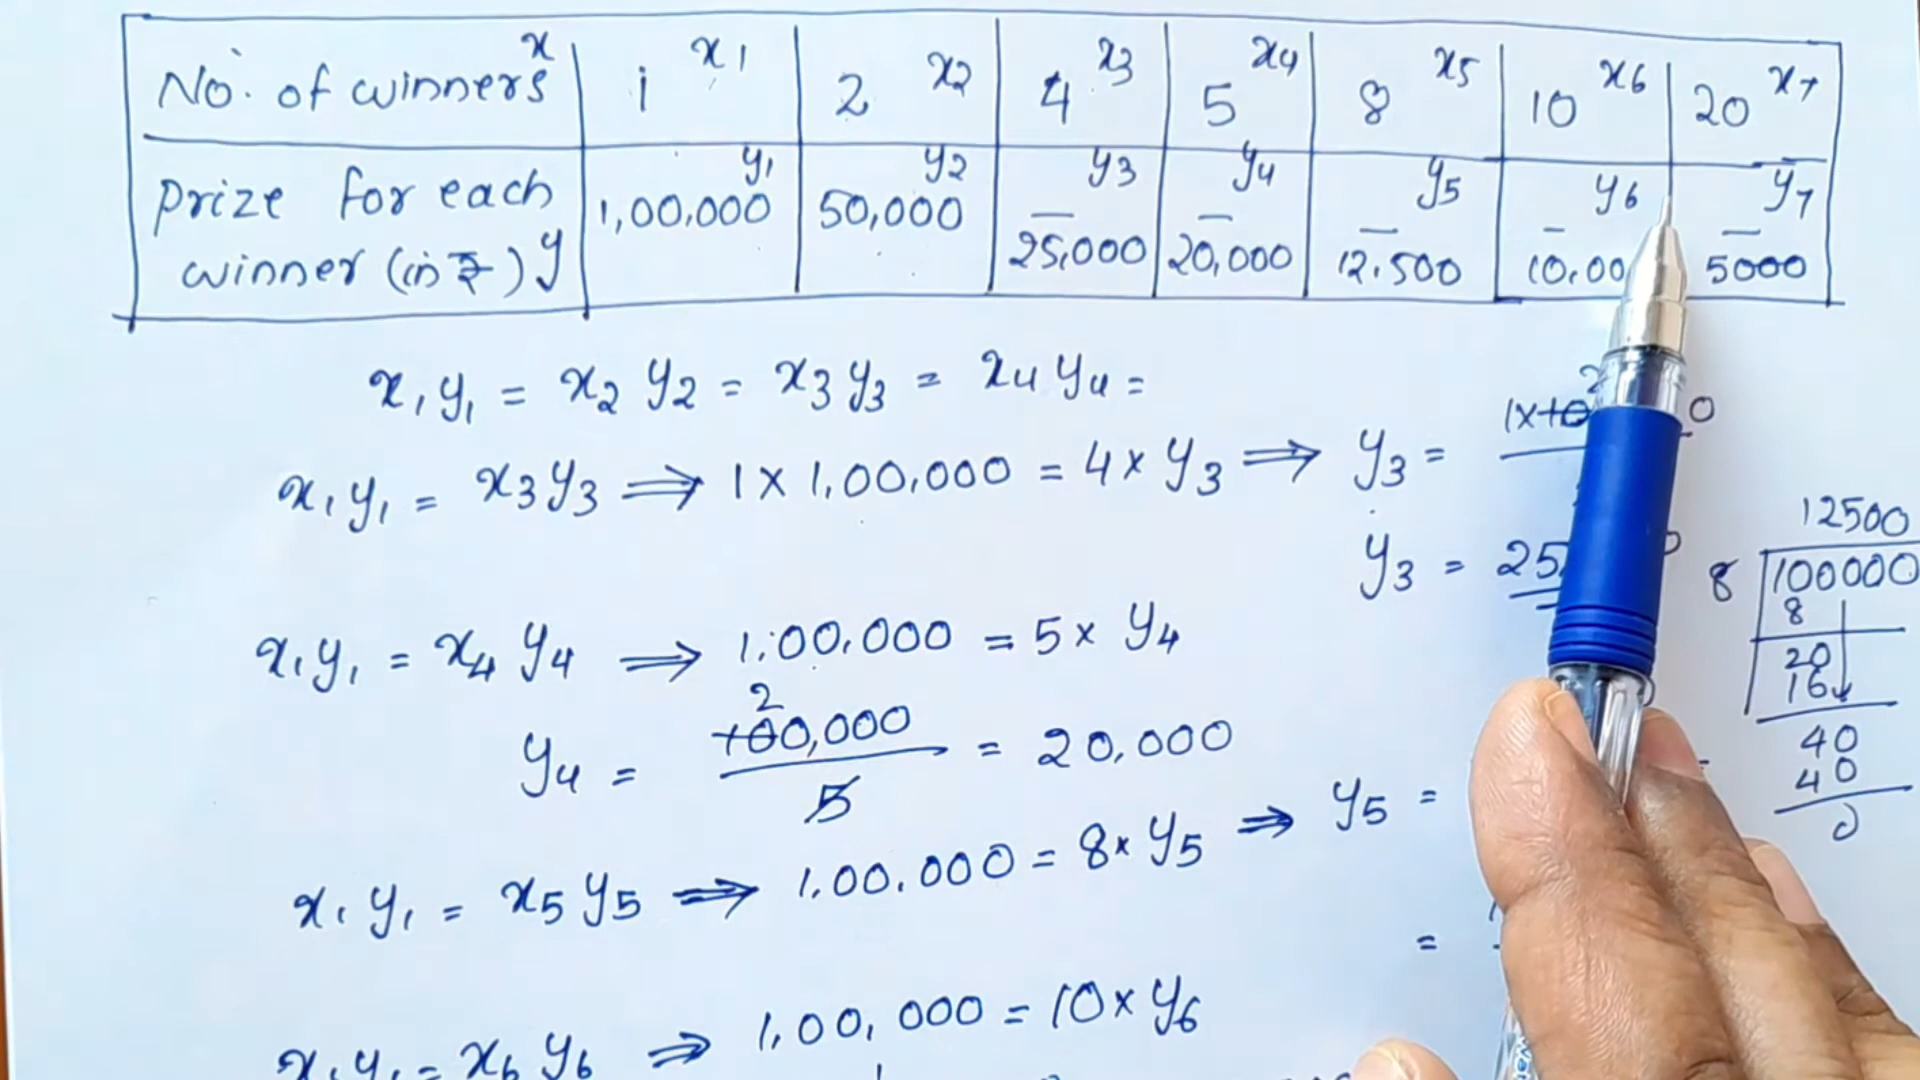 No. of winners x | 1 x₁ | 2 x₂ | 4 x₃ | 5 x₄ | 8 x₅ | 10 x₆ | 20 x₇
Prize for each winner (in ₹) y | y₁ 1,00,000 | y₂ 50,000 | y₃ — 25,000 | y₄ — 20,000 | y₅ — 12,500 | y₆ — 10,00 | y₇ — 5000
x₁y₁ = x₂y₂ = x₃y₃ = x₄y₄ =
x₁y₁ = x₃y₃ ⟹ 1 × 1,00,000 = 4 × y₃ ⟹ y₃ =
y₃ = 25
x₁y₁ = x₄y₄ ⟹ 1,00,000 = 5 × y₄
y₄ = 2 100,000 / 5 = 20,000
x₁y₁ = x₅y₅ ⟹ 1,00,000 = 8 × y₅ ⟹ y₅ =
=
x₁y₁ = x₆y₆ ⟹ 1,00,000 = 10 × y₆
12500
8 100000
8
20
16
40
40
0